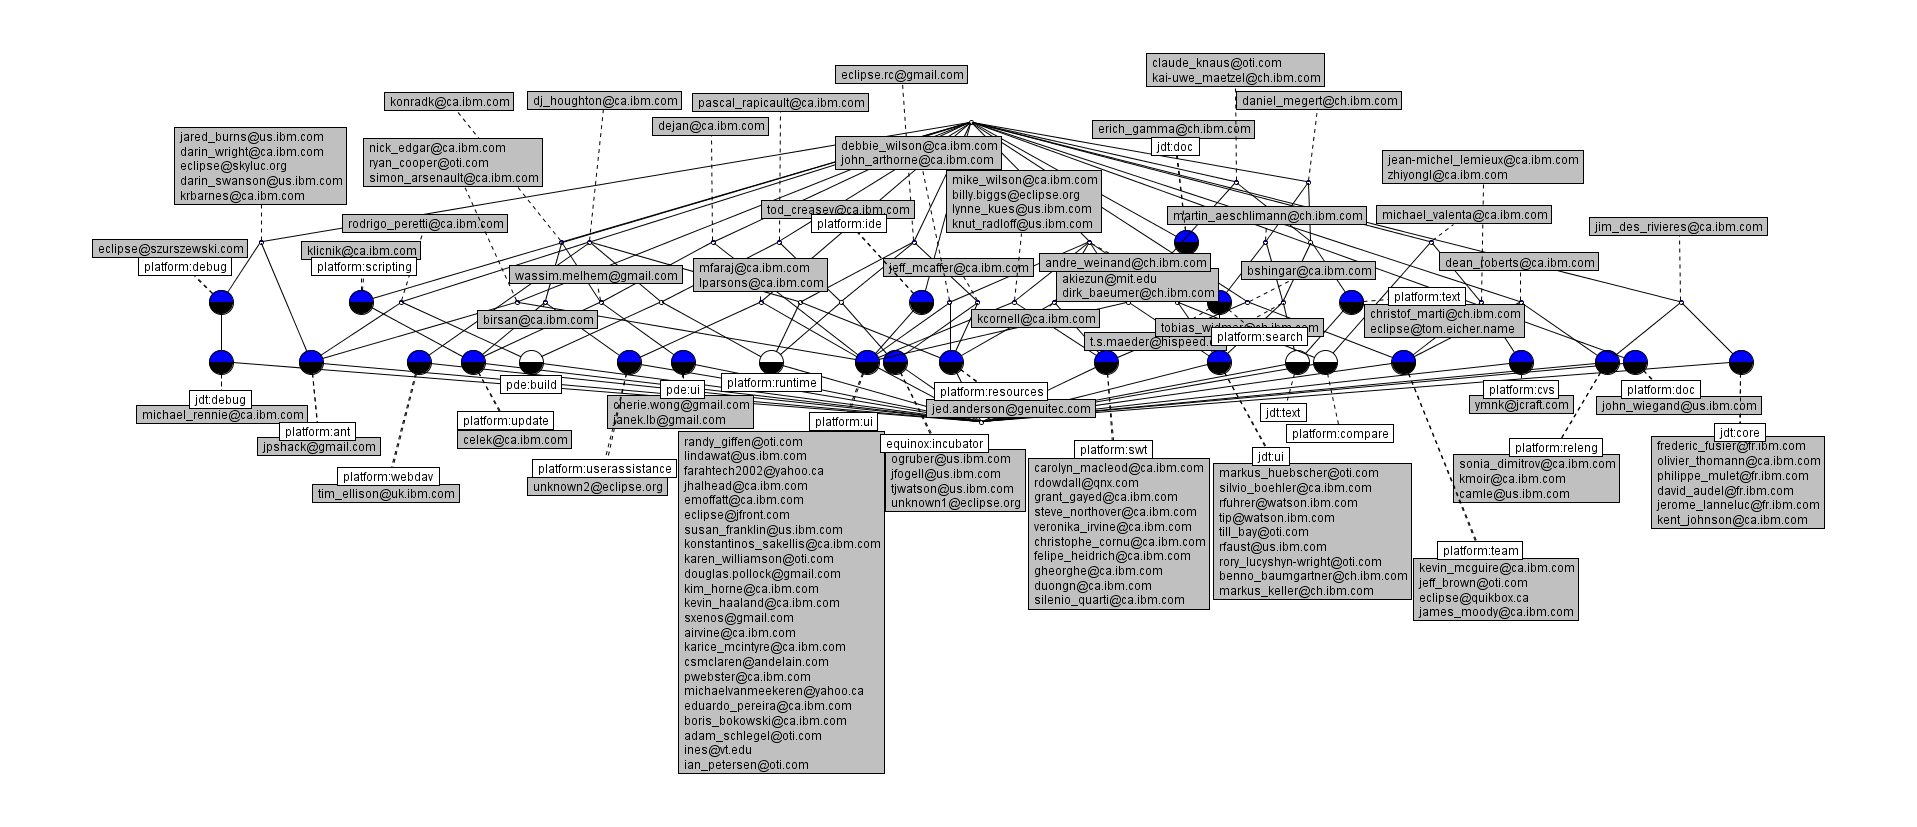 claude_knaus@oti.com
kai-uwe_maetzel@ch.ibm.com
eclipse.rc@gmail.com
konradk@ca.ibm.com
dj_houghton@ca.ibm.com
pascal_rapicault@ca.ibm.com
daniel_megert@ch.ibm.com
dejan@ca.ibm.com
erich_gamma@ch.ibm.com
jdt:doc
jared_burns@us.ibm.com
darin_wright@ca.ibm.com
eclipse@skyluc.org
darin_swanson@us.ibm.com
krbarnes@ca.ibm.com
nick_edgar@ca.ibm.com
ryan_cooper@oti.com
simon_arsenault@ca.ibm.com
debbie_wilson@ca.ibm.com
john_arthorne@ca.ibm.com
jean-michel_lemieux@ca.ibm.com
zhiyongl@ca.ibm.com
mike_wilson@ca.ibm.com
billy.biggs@eclipse.org
lynne_kues@us.ibm.com
knut_radloff@us.ibm.com
tod_creasey@ca.ibm.com
platform:ide
rodrigo_peretti@ca.ibm.com
martin_aeschlimann@ch.ibm.com
michael_valenta@ca.ibm.com
jim_des_rivieres@ca.ibm.com
eclipse@szurszewski.com
platform:debug
klicnik@ca.ibm.com
platform:scripting
wassim.melhem@gmail.com
mfaraj@ca.ibm.com
lparsons@ca.ibm.com
jeff_mcaffer@ca.ibm.com
andre_weinand@ch.ibm.com
akiezun@mit.edu
dirk_baeumer@ch.ibm.com
bshingar@ca.ibm.com
dean_roberts@ca.ibm.com
platform:text
christof_marti@ch.ibm.com
eclipse@tom.eicher.name
birsan@ca.ibm.com
kcornell@ca.ibm.com
tobias_widmer@ch.ibm.com
platform:search
t.s.maeder@hispeed.
jdt:debug
michael_rennie@ca.ibm.com
pde:build
pde:ui
cherie.wong@gmail.com
janek.lb@gmail.com
platform:runtime
platform:resources
jed.anderson@genuitec.com
platform:cvs
ymnk@jcraft.com
platform:doc
john_wiegand@us.ibm.com
platform:ant
jpshack@gmail.com
platform:update
celek@ca.ibm.com
platform:ui
randy_giffen@oti.com
lindawat@us.ibm.com
farahtech2002@yahoo.ca
jhalhead@ca.ibm.com
emoffatt@ca.ibm.com
eclipse@jfront.com
susan_franklin@us.ibm.com
konstantinos_sakellis@ca.ibm.com
karen_williamson@oti.com
douglas.pollock@gmail.com
kim_horne@ca.ibm.com
kevin_haaland@ca.ibm.com
sxenos@gmail.com
airvine@ca.ibm.com
karice_mcintyre@ca.ibm.com
csmclaren@andelain.com
pwebster@ca.ibm.com
michaelvanmeekeren@yahoo.ca
eduardo_pereira@ca.ibm.com
boris_bokowski@ca.ibm.com
adam_schlegel@oti.com
ines@vt.edu
ian_petersen@oti.com
jdt:text
platform:compare
platform:webdav
tim_ellison@uk.ibm.com
platform:userassistance
unknown2@eclipse.org
equinox:incubator
ogruber@us.ibm.com
jfogell@us.ibm.com
tjwatson@us.ibm.com
unknown1@eclipse.org
platform:swt
carolyn_macleod@ca.ibm.com
rdowdall@qnx.com
grant_gayed@ca.ibm.com
steve_northover@ca.ibm.com
veronika_irvine@ca.ibm.com
christophe_cornu@ca.ibm.com
felipe_heidrich@ca.ibm.com
gheorghe@ca.ibm.com
duongn@ca.ibm.com
silenio_quarti@ca.ibm.com
jdt:ui
markus_huebscher@oti.com
silvio_boehler@ca.ibm.com
rfuhrer@watson.ibm.com
tip@watson.ibm.com
till_bay@oti.com
rfaust@us.ibm.com
rory_lucyshyn-wright@oti.com
benno_baumgartner@ch.ibm.com
markus_keller@ch.ibm.com
platform:team
kevin_mcguire@ca.ibm.com
jeff_brown@oti.com
eclipse@quikbox.ca
james_moody@ca.ibm.com
platform:releng
sonia_dimitrov@ca.ibm.com
kmoir@ca.ibm.com
camle@us.ibm.com
jdt:core
frederic_fusier@fr.ibm.com
olivier_thomann@ca.ibm.com
philippe_mulet@fr.ibm.com
david_audel@fr.ibm.com
jerome_lanneluc@fr.ibm.com
kent_johnson@ca.ibm.com